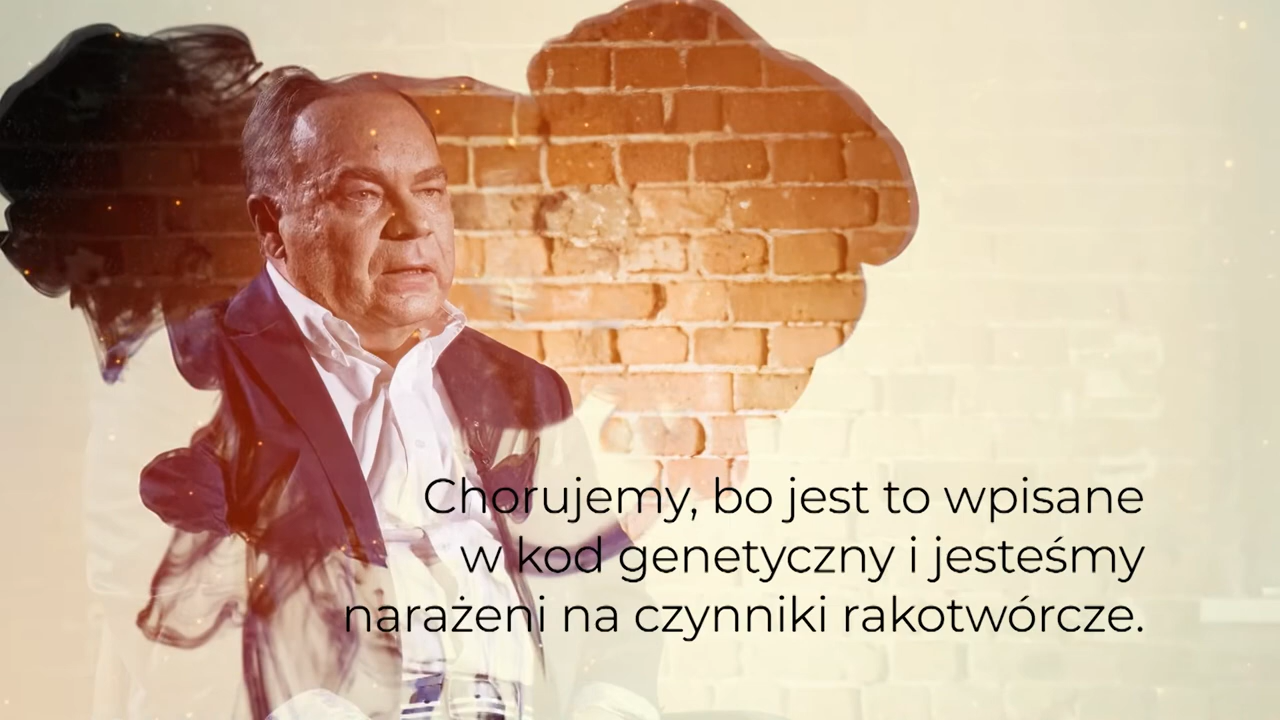 Chorujemy, bo jest to wpisane
w kod genetyczny i jesteśmy
narażeni na czynniki rakotwórcze.